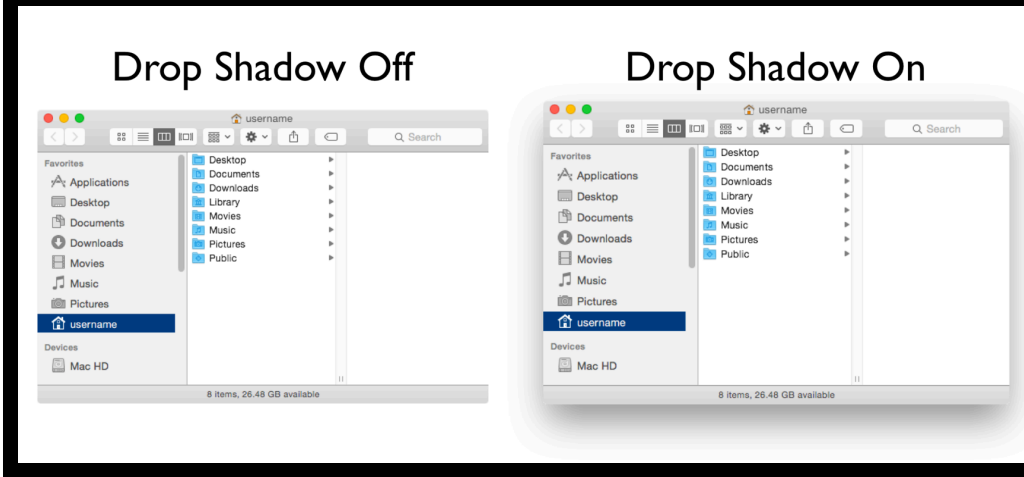 Drop Shadow Off
username
Search
Favorites
Applications
Desktop
Documents
Downloads
Movies
Music
Pictures
username
Devices
Mac HD
Desktop
Documents
Downloads
Library
Movies
Music
Pictures
Public
8 items, 26.48 GB available
Drop Shadow On
username
Search
Favorites
Applications
Desktop
Documents
Downloads
Movies
Music
Pictures
username
Devices
Mac HD
Desktop
Documents
Downloads
Library
Movies
Music
Pictures
Public
8 items, 26.48 GB available